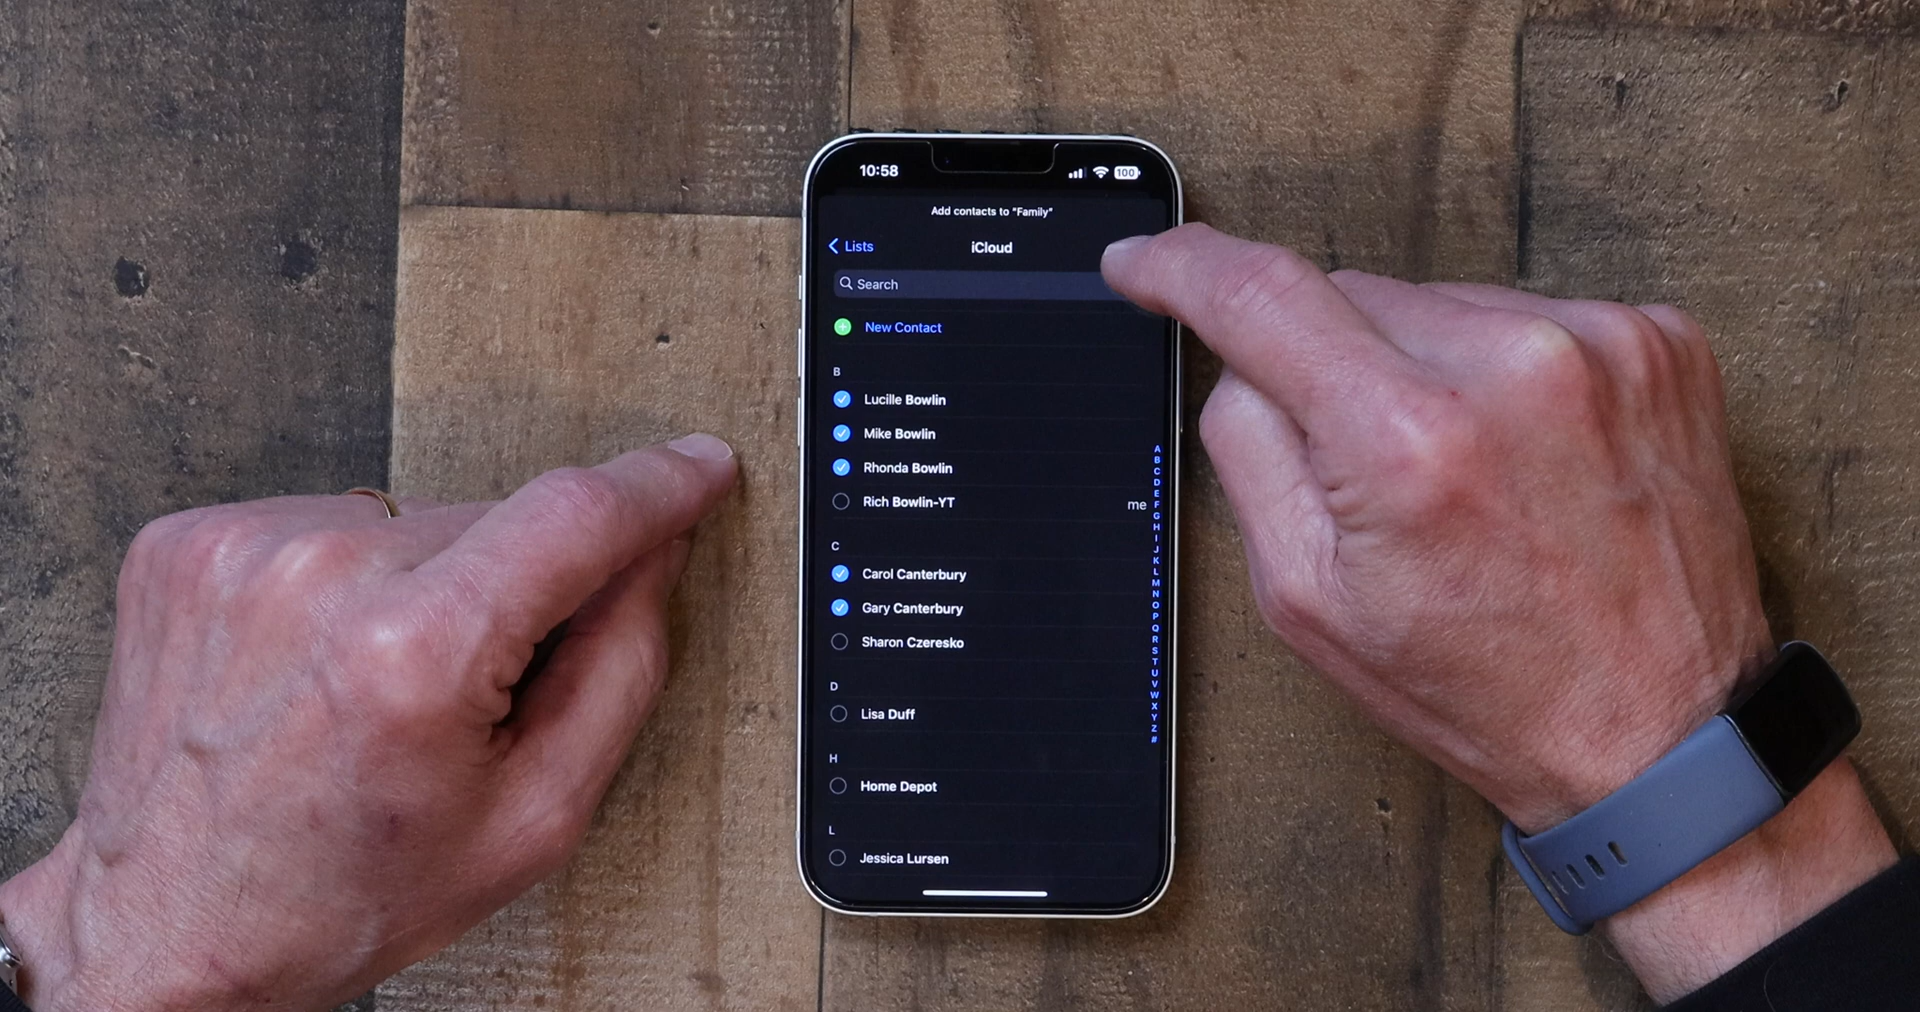 10:58 100
Add contacts to "Family"
Lists iCloud
Search
New Contact
B
Lucille Bowlin
Mike Bowlin
Rhonda Bowlin
Rich Bowlin-YT me
C
Carol Canterbury
Gary Canterbury
Sharon Czeresko
D
Lisa Duff
H
Home Depot
L
Jessica Lursen
A
B
C
D
E
F
G
H
I
J
K
L
M
N
O
P
Q
R
S
T
U
V
W
X
Y
Z
#